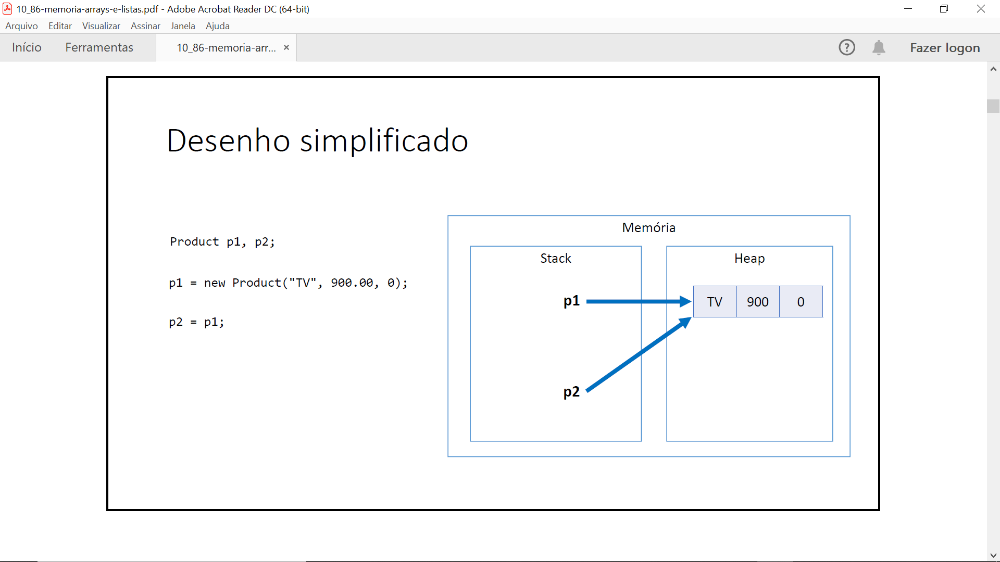 10_86-memoria-arrays-e-listas.pdf - Adobe Acrobat Reader DC (64-bit)
Arquivo Editar Visualizar Assinar Janela Ajuda
Início Ferramentas 10_86-memoria-arr... × ? Fazer logon
Desenho simplificado
Product p1, p2;
p1 = new Product("TV", 900.00, 0);
p2 = p1;
Memória
Stack Heap
p1 TV 900 0
p2